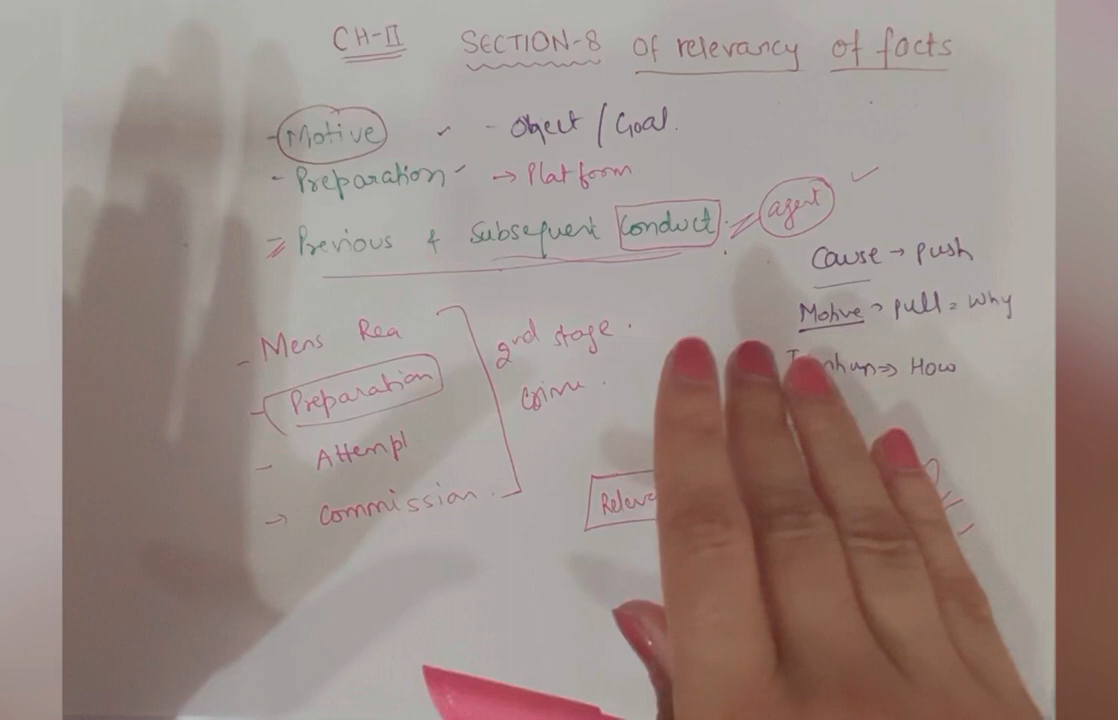 CH-II SECTION-8 of relevancy of facts
- Motive ✓ - Object / Goal.
- Preparation - → Platform
⇒ Previous & Subsequent Conduct. = agent ✓
Cause → push
Motive → pull = Why
⇒ How
- Mens Rea
- Preparation
- Attempt
→ Commission.
2nd stage.
Crime.